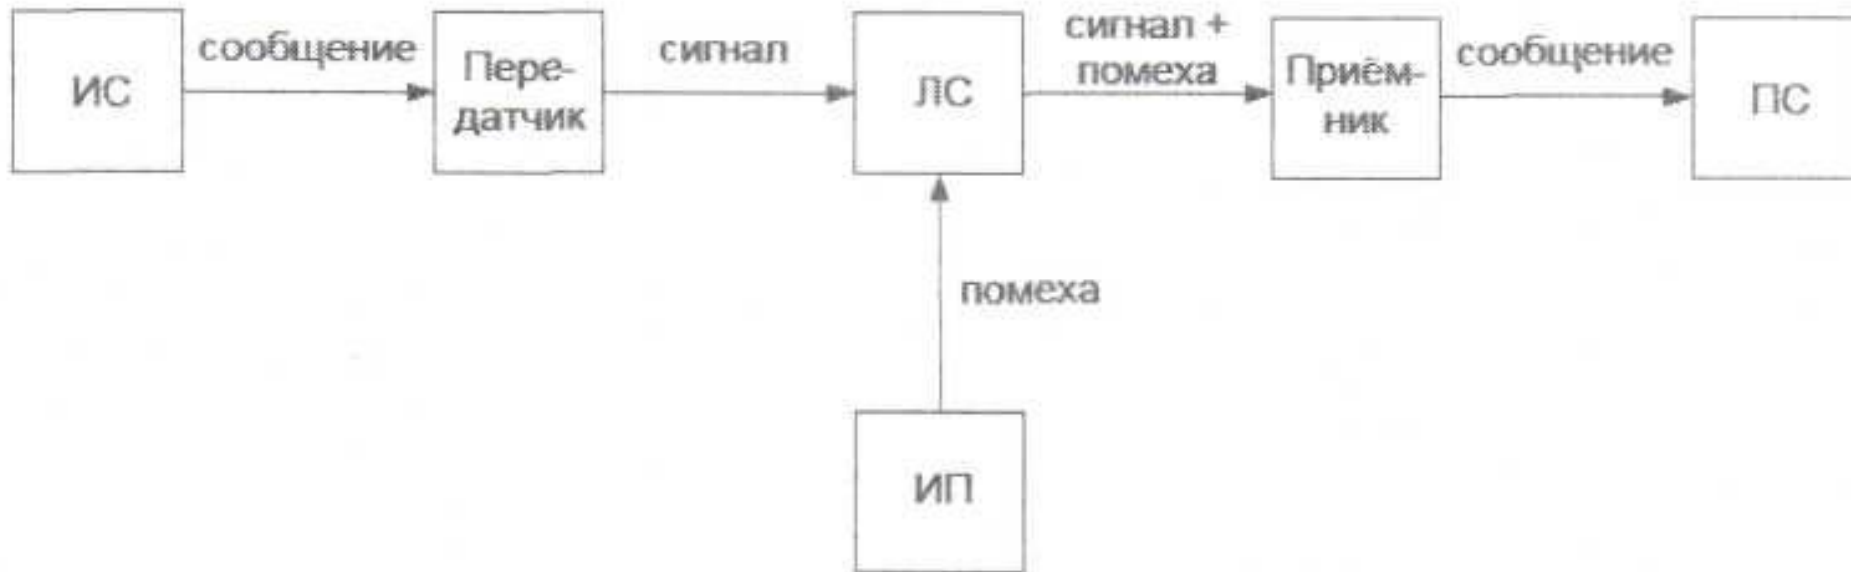 ИС
сообщение
Пере-
датчик
сигнал
ЛС
сигнал +
помеха
Приём-
ник
сообщение
ПС
помеха
ИП